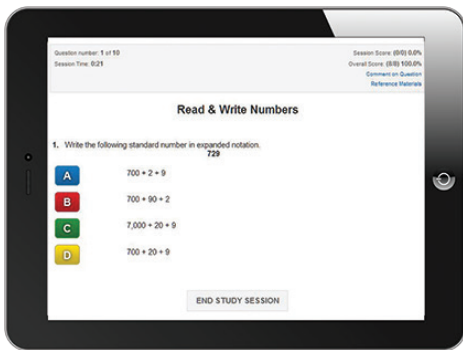 Question number: 1 of 10
Session Score: (0/0) 0.0%
Session Time: 0:21
Overall Score: (8/8) 100.0%
Comment on Question
Reference Materials
Read & Write Numbers
1. Write the following standard number in expanded notation.
729
A 700 + 2 + 9
B 700 + 90 + 2
C 7,000 + 20 + 9
D 700 + 20 + 9
END STUDY SESSION